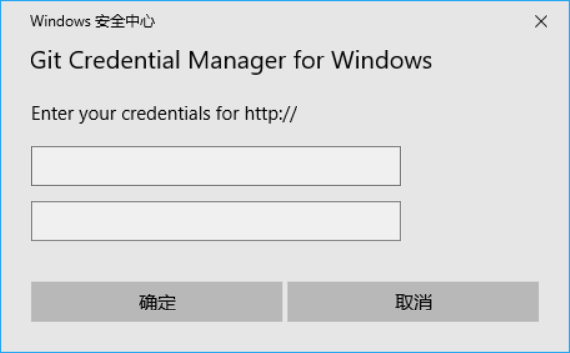 Windows 安全中心
Git Credential Manager for Windows
Enter your credentials for http://
确定 取消